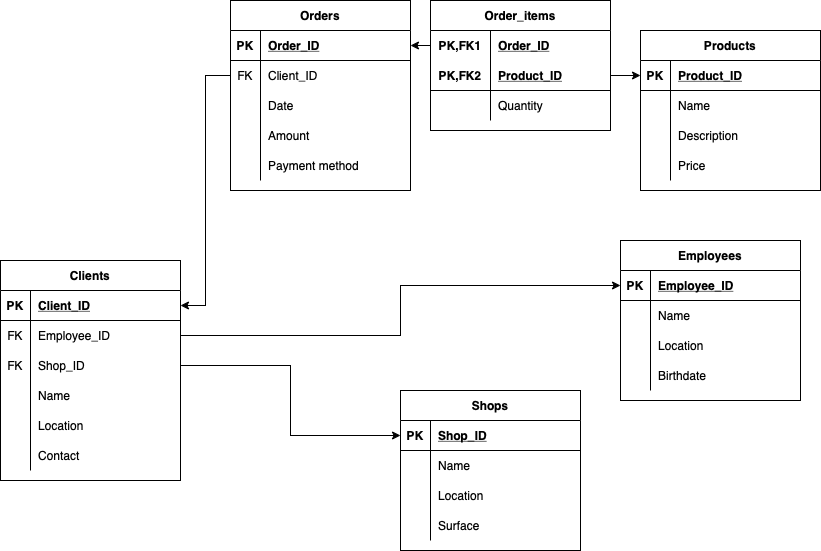 Orders
PK Order_ID
FK Client_ID
Date
Amount
Payment method
Order_items
PK,FK1 Order_ID
PK,FK2 Product_ID
Quantity
Products
PK Product_ID
Name
Description
Price
Clients
PK Client_ID
FK Employee_ID
FK Shop_ID
Name
Location
Contact
Employees
PK Employee_ID
Name
Location
Birthdate
Shops
PK Shop_ID
Name
Location
Surface